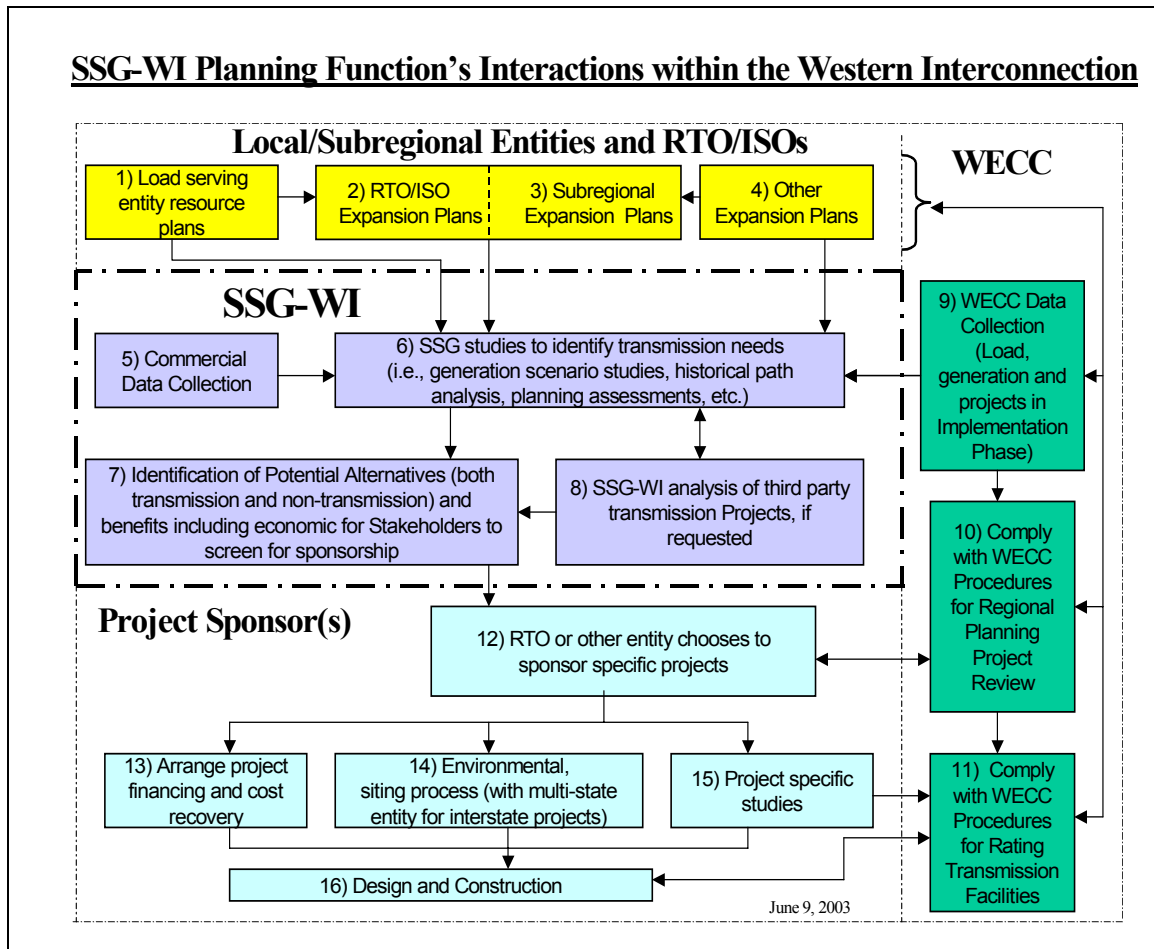 SSG-WI Planning Function's Interactions within the Western Interconnection
Local/Subregional Entities and RTO/ISOs
WECC
1) Load serving
entity resource
plans
2) RTO/ISO
Expansion Plans
3) Subregional
Expansion Plans
4) Other
Expansion Plans
SSG-WI
5) Commercial
Data Collection
6) SSG studies to identify transmission needs
(i.e., generation scenario studies, historical path
analysis, planning assessments, etc.)
9) WECC Data
Collection
(Load,
generation and
projects in
Implementation
Phase)
7) Identification of Potential Alternatives (both
transmission and non-transmission) and
benefits including economic for Stakeholders to
screen for sponsorship
8) SSG-WI analysis of third party
transmission Projects, if
requested
10) Comply
with WECC
Procedures
for Regional
Planning
Project
Review
Project Sponsor(s)
12) RTO or other entity chooses to
sponsor specific projects
13) Arrange project
financing and cost
recovery
14) Environmental,
siting process (with multi-state
entity for interstate projects)
15) Project specific
studies
11) Comply
with WECC
Procedures
for Rating
Transmission
Facilities
16) Design and Construction
June 9, 2003